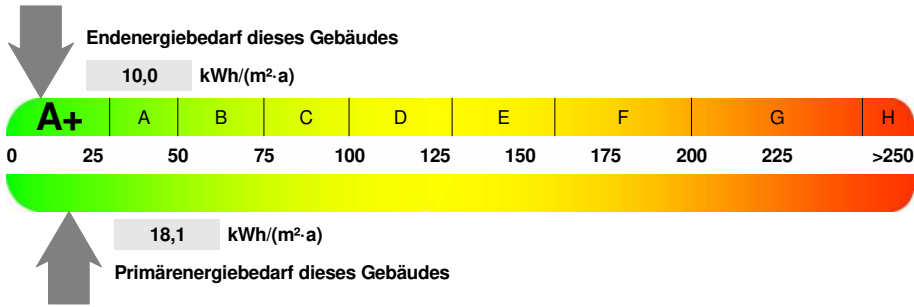 Endenergiebedarf dieses Gebäudes
10,0 kWh/(m²·a)
A+ A B C D E F G H
0 25 50 75 100 125 150 175 200 225 >250
18,1 kWh/(m²·a)
Primärenergiebedarf dieses Gebäudes